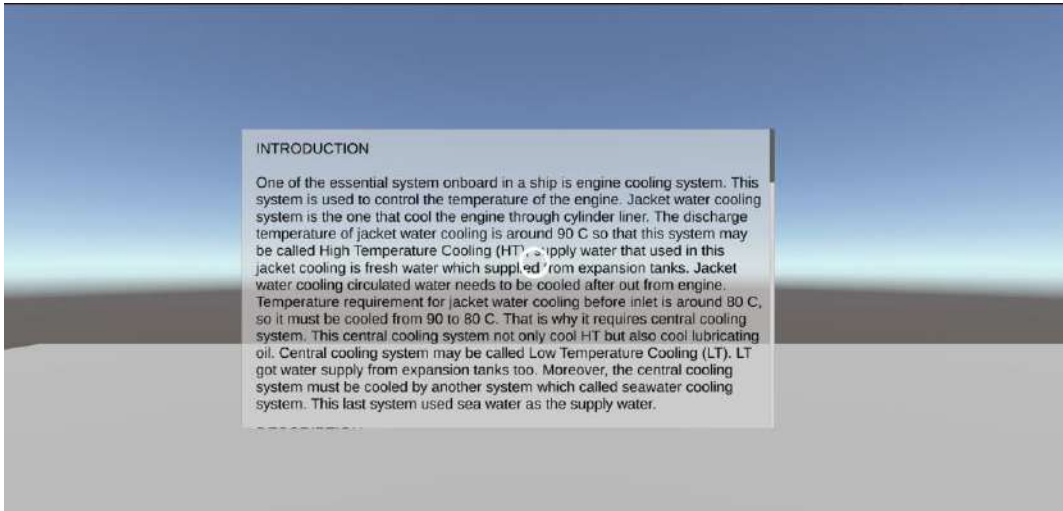 INTRODUCTION
One of the essential system onboard in a ship is engine cooling system. This
system is used to control the temperature of the engine. Jacket water cooling
system is the one that cool the engine through cylinder liner. The discharge
temperature of jacket water cooling is around 90 C so that this system may
be called High Temperature Cooling (HT). Supply water that used in this
jacket cooling is fresh water which supplied from expansion tanks. Jacket
water cooling circulated water needs to be cooled after out from engine.
Temperature requirement for jacket water cooling before inlet is around 80 C,
so it must be cooled from 90 to 80 C. That is why it requires central cooling
system. This central cooling system not only cool HT but also cool lubricating
oil. Central cooling system may be called Low Temperature Cooling (LT). LT
got water supply from expansion tanks too. Moreover, the central cooling
system must be cooled by another system which called seawater cooling
system. This last system used sea water as the supply water.